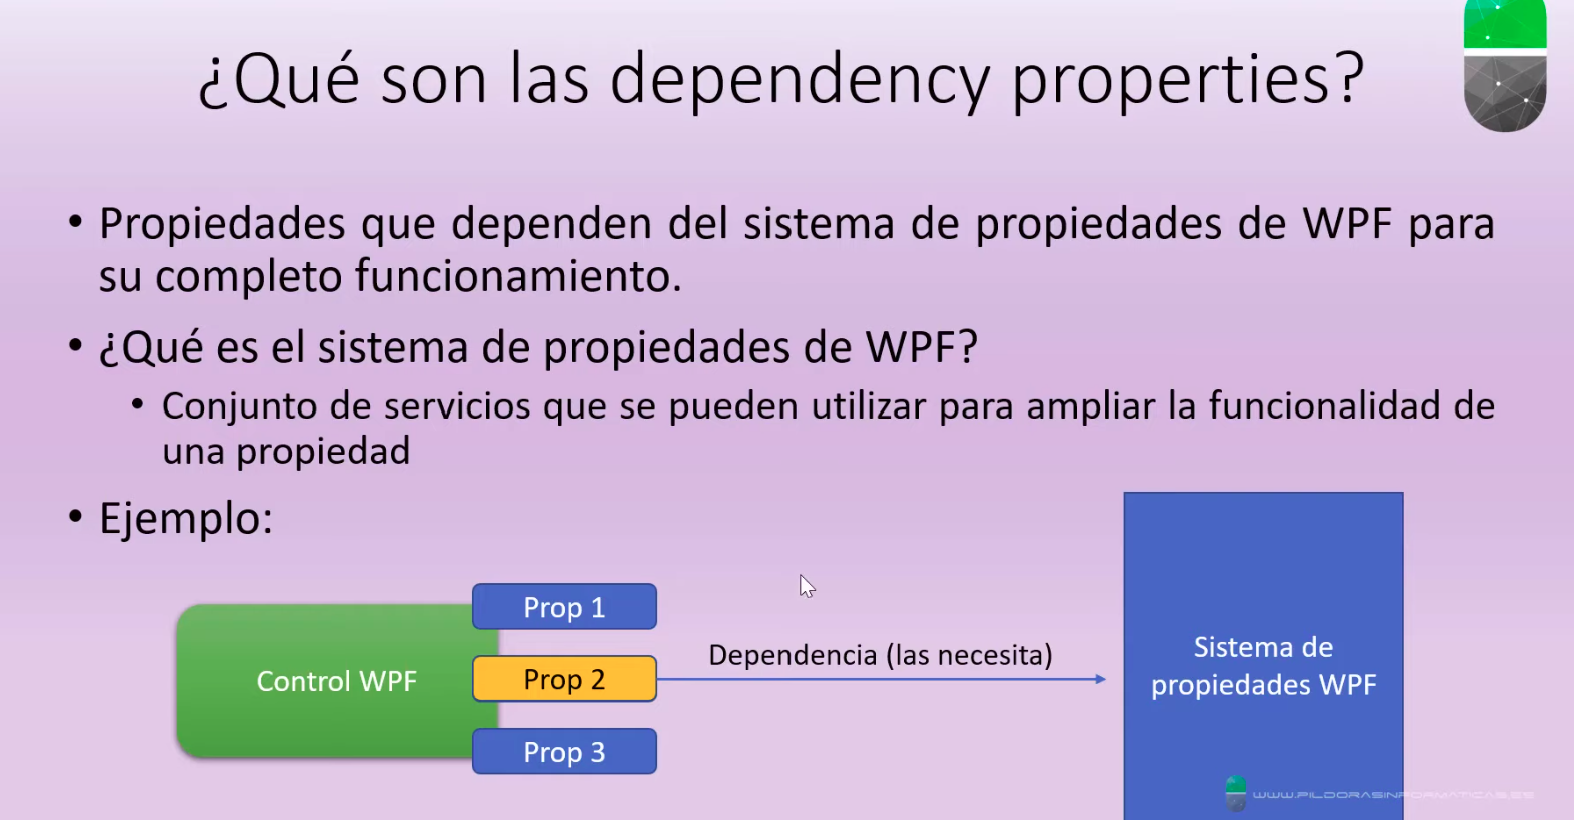 ¿Qué son las dependency properties?
• Propiedades que dependen del sistema de propiedades de WPF para
su completo funcionamiento.
• ¿Qué es el sistema de propiedades de WPF?
• Conjunto de servicios que se pueden utilizar para ampliar la funcionalidad de
una propiedad
• Ejemplo:
Control WPF
Prop 1
Prop 2
Prop 3
Dependencia (las necesita)
Sistema de
propiedades WPF
WWW.PILDORASINFORMATICAS.ES